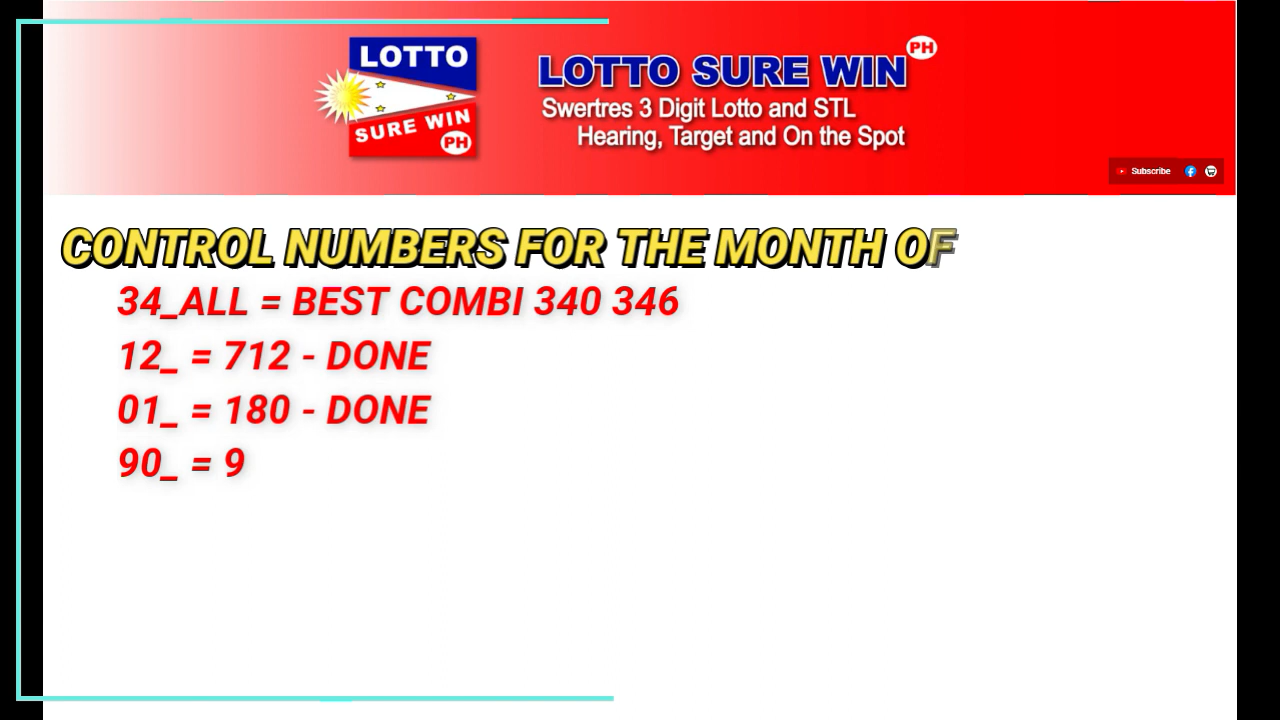 LOTTO
SURE WIN
PH
LOTTO SURE WIN PH
Swertres 3 Digit Lotto and STL
Hearing, Target and On the Spot
Subscribe
CONTROL NUMBERS FOR THE MONTH OF
34_ALL = BEST COMBI 340 346
12_ = 712 - DONE
01_ = 180 - DONE
90_ = 9